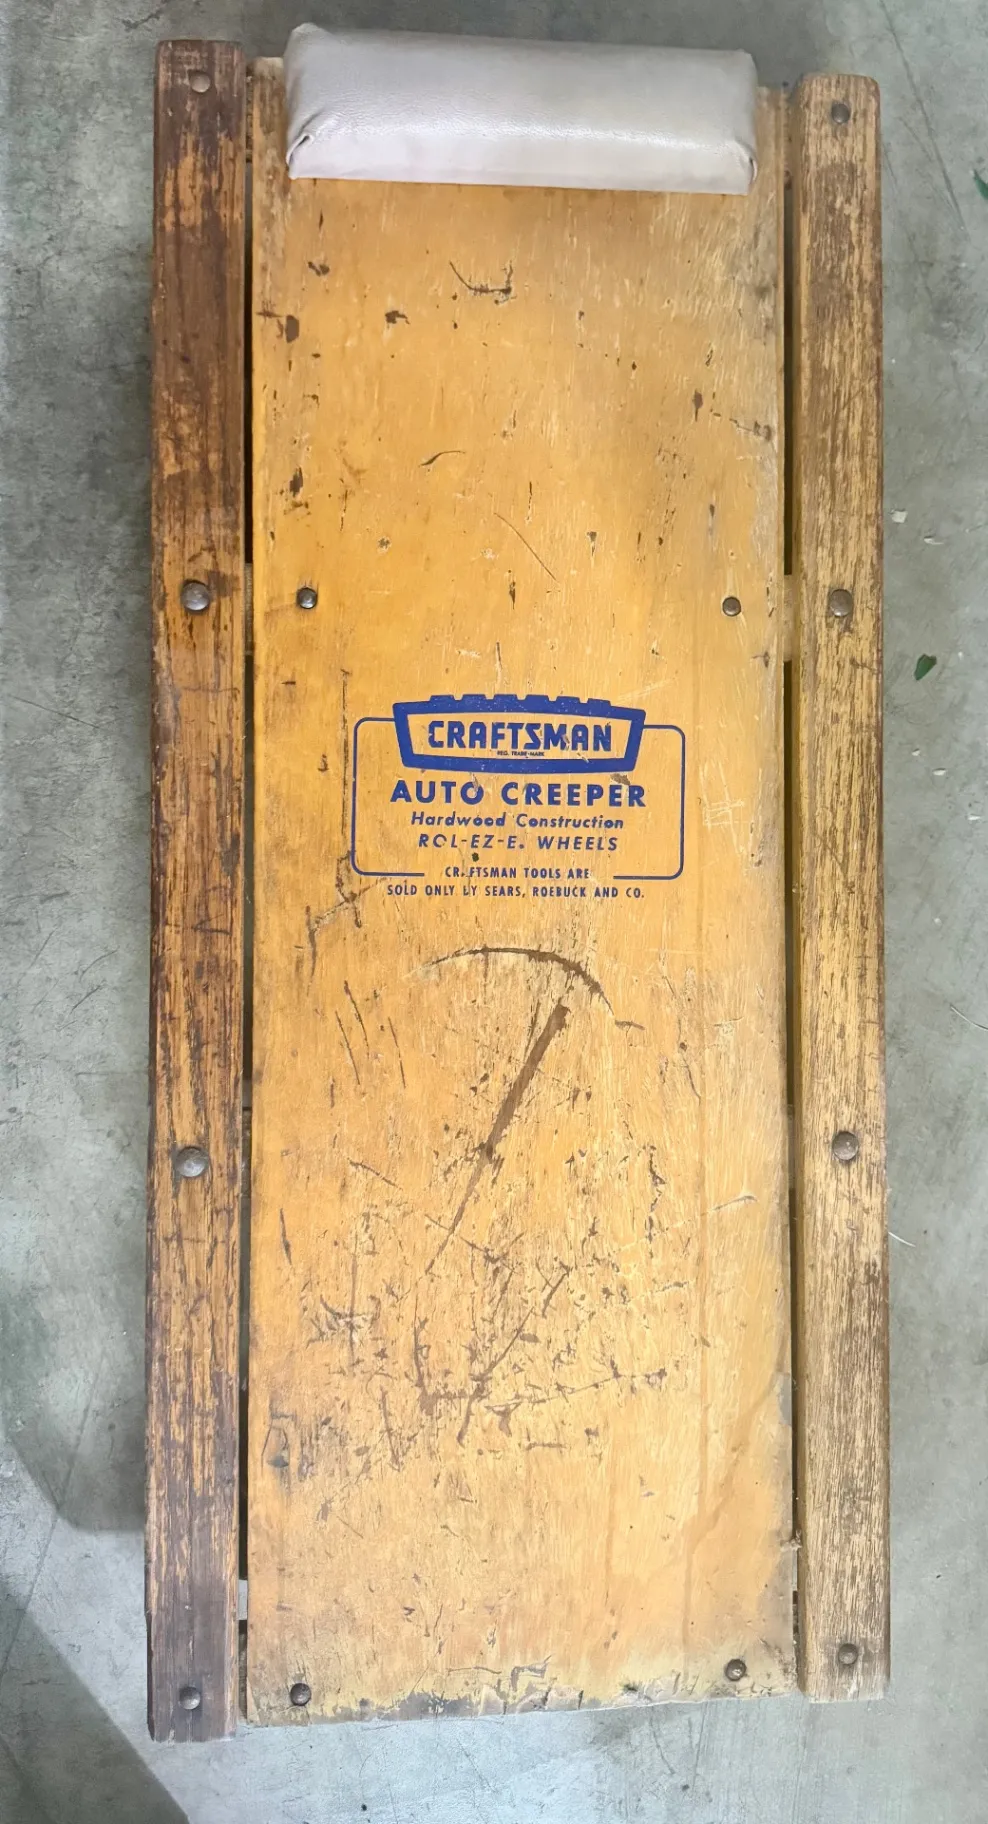 CRAFTSMAN
REG. TRADE-MARK
AUTO CREEPER
Hardwood Construction
ROL-EZ-E. WHEELS
CRAFTSMAN TOOLS ARE
SOLD ONLY BY SEARS, ROEBUCK AND CO.